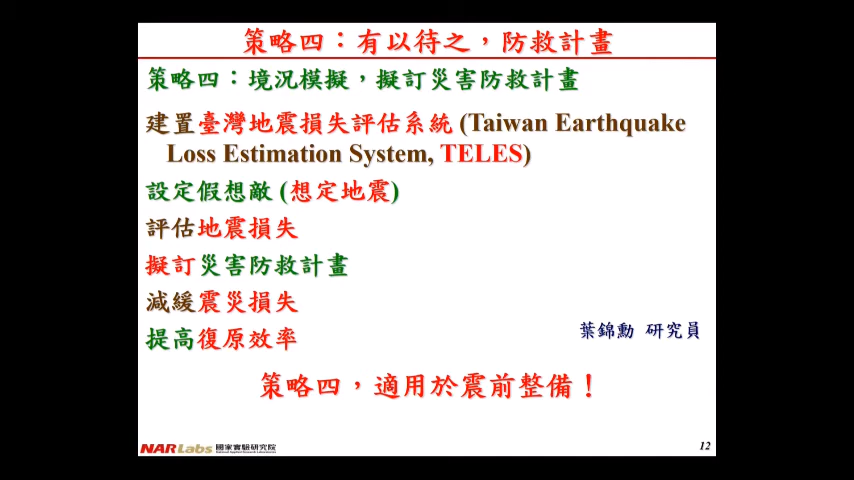 策略四：有以待之，防救計畫
策略四：境況模擬，擬訂災害防救計畫
建置臺灣地震損失評估系統 (Taiwan Earthquake
Loss Estimation System, TELES)
設定假想敵 (想定地震)
評估地震損失
擬訂災害防救計畫
減緩震災損失
提高復原效率
葉錦勳 研究員
策略四，適用於震前整備！
NARLabs 國家實驗研究院
National Applied Research Laboratories
12